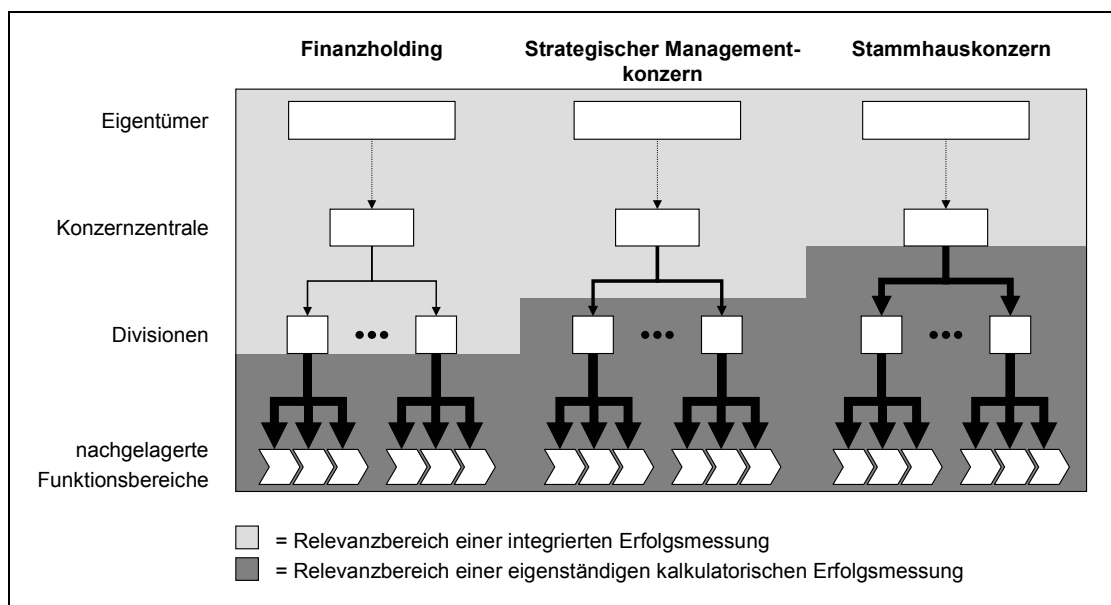 Finanzholding
Strategischer Management-
konzern
Stammhauskonzern
Eigentümer
Konzernzentrale
Divisionen
nachgelagerte
Funktionsbereiche
= Relevanzbereich einer integrierten Erfolgsmessung
= Relevanzbereich einer eigenständigen kalkulatorischen Erfolgsmessung